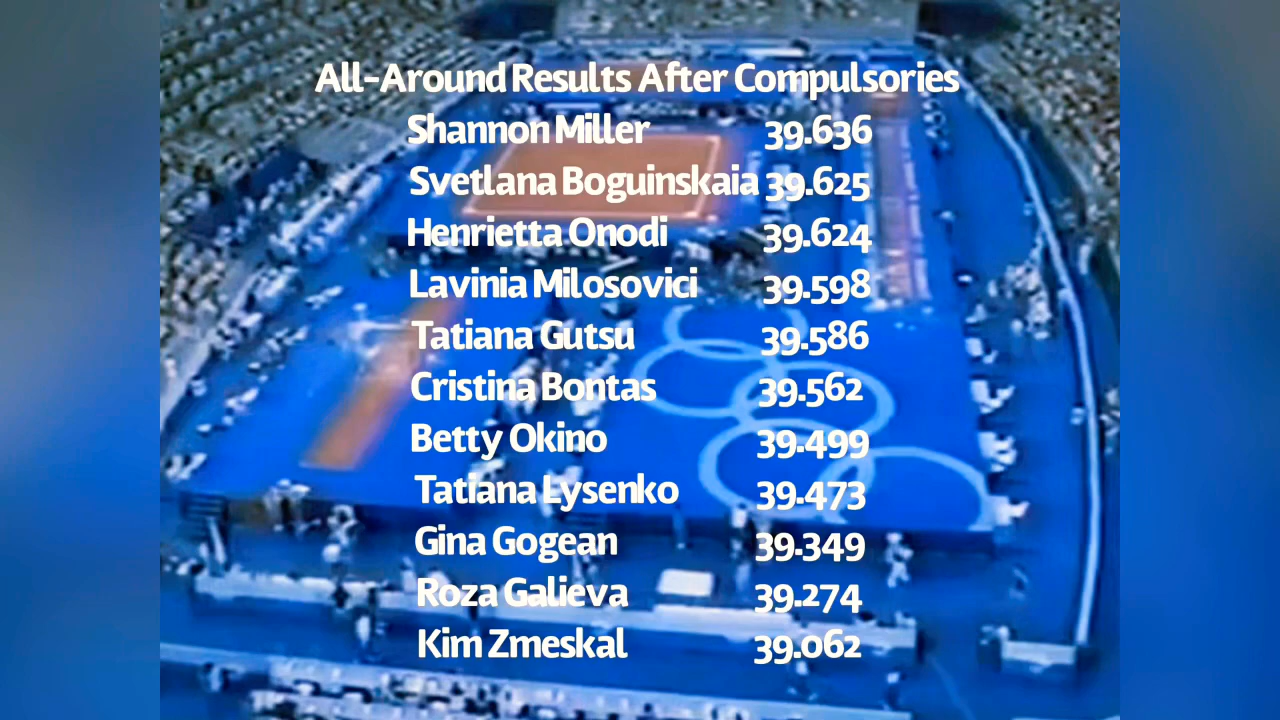 All-Around Results After Compulsories
Shannon Miller 39.636
Svetlana Boguinskaia 39.625
Henrietta Onodi 39.624
Lavinia Milosovici 39.598
Tatiana Gutsu 39.586
Cristina Bontas 39.562
Betty Okino 39.499
Tatiana Lysenko 39.473
Gina Gogean 39.349
Roza Galieva 39.274
Kim Zmeskal 39.062